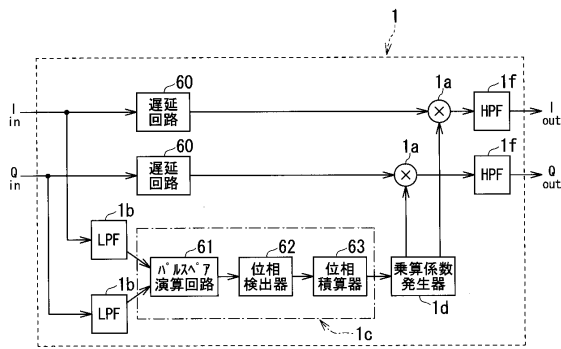 1
60
1a
1f
I
in
遅延
回路
×
HPF
I
out
60
1a
1f
Q
in
遅延
回路
×
HPF
Q
out
1b
LPF
61
62
63
パルスペア
演算回路
位相
検出器
位相
積算器
乗算係数
発生器
1d
1b
LPF
1c